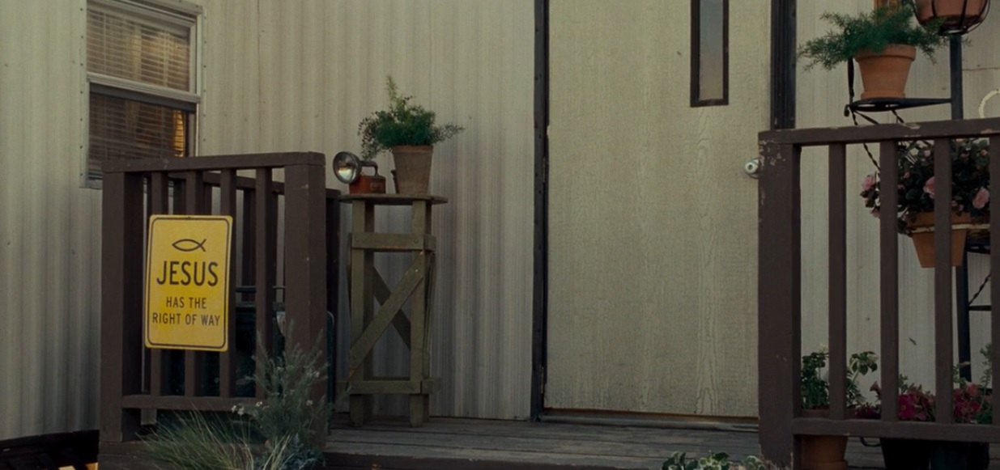 JESUS
HAS THE
RIGHT OF WAY